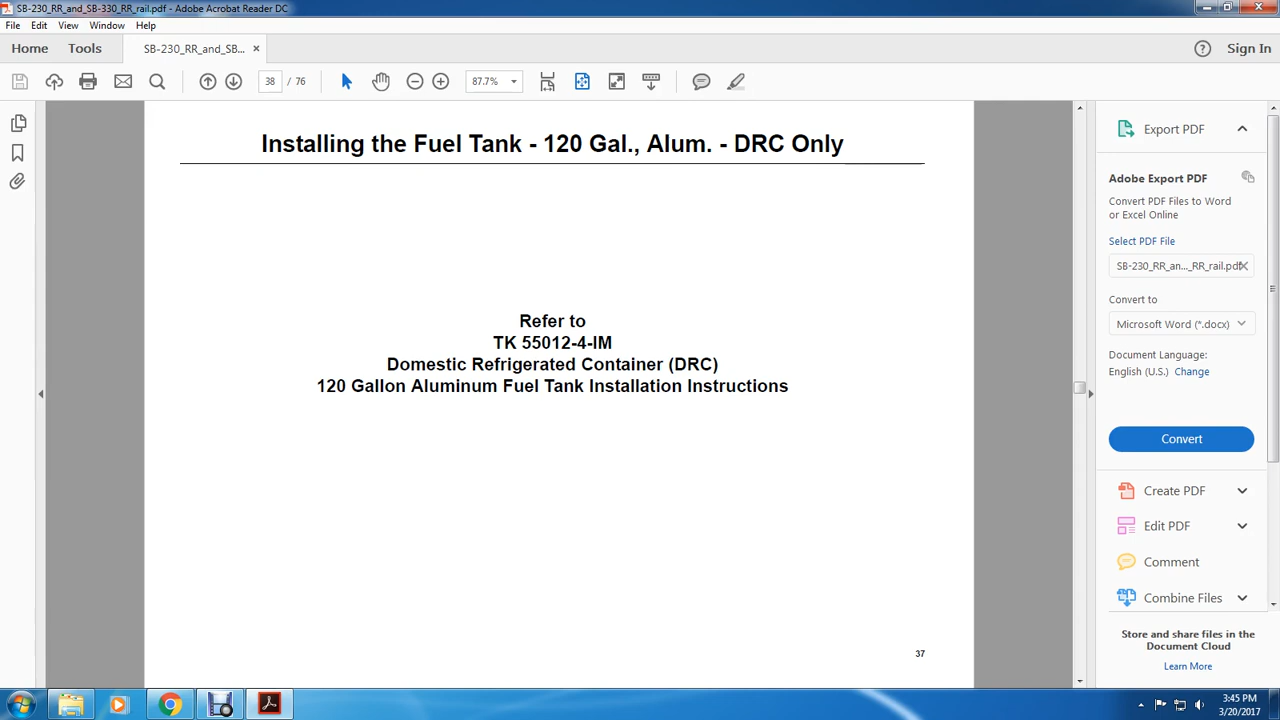 SB-230_RR_and_SB-330_RR_rail.pdf - Adobe Acrobat Reader DC
File Edit View Window Help
Home Tools SB-230_RR_and_SB... × Sign In
38 / 76 87.7%
Installing the Fuel Tank - 120 Gal., Alum. - DRC Only
Refer to
TK 55012-4-IM
Domestic Refrigerated Container (DRC)
120 Gallon Aluminum Fuel Tank Installation Instructions
37
Export PDF
Adobe Export PDF
Convert PDF Files to Word
or Excel Online
Select PDF File
SB-230_RR_an..._RR_rail.pdf
Convert to
Microsoft Word (*.docx)
Document Language:
English (U.S.) Change
Convert
Create PDF
Edit PDF
Comment
Combine Files
Store and share files in the
Document Cloud
Learn More
3:45 PM
3/20/2017